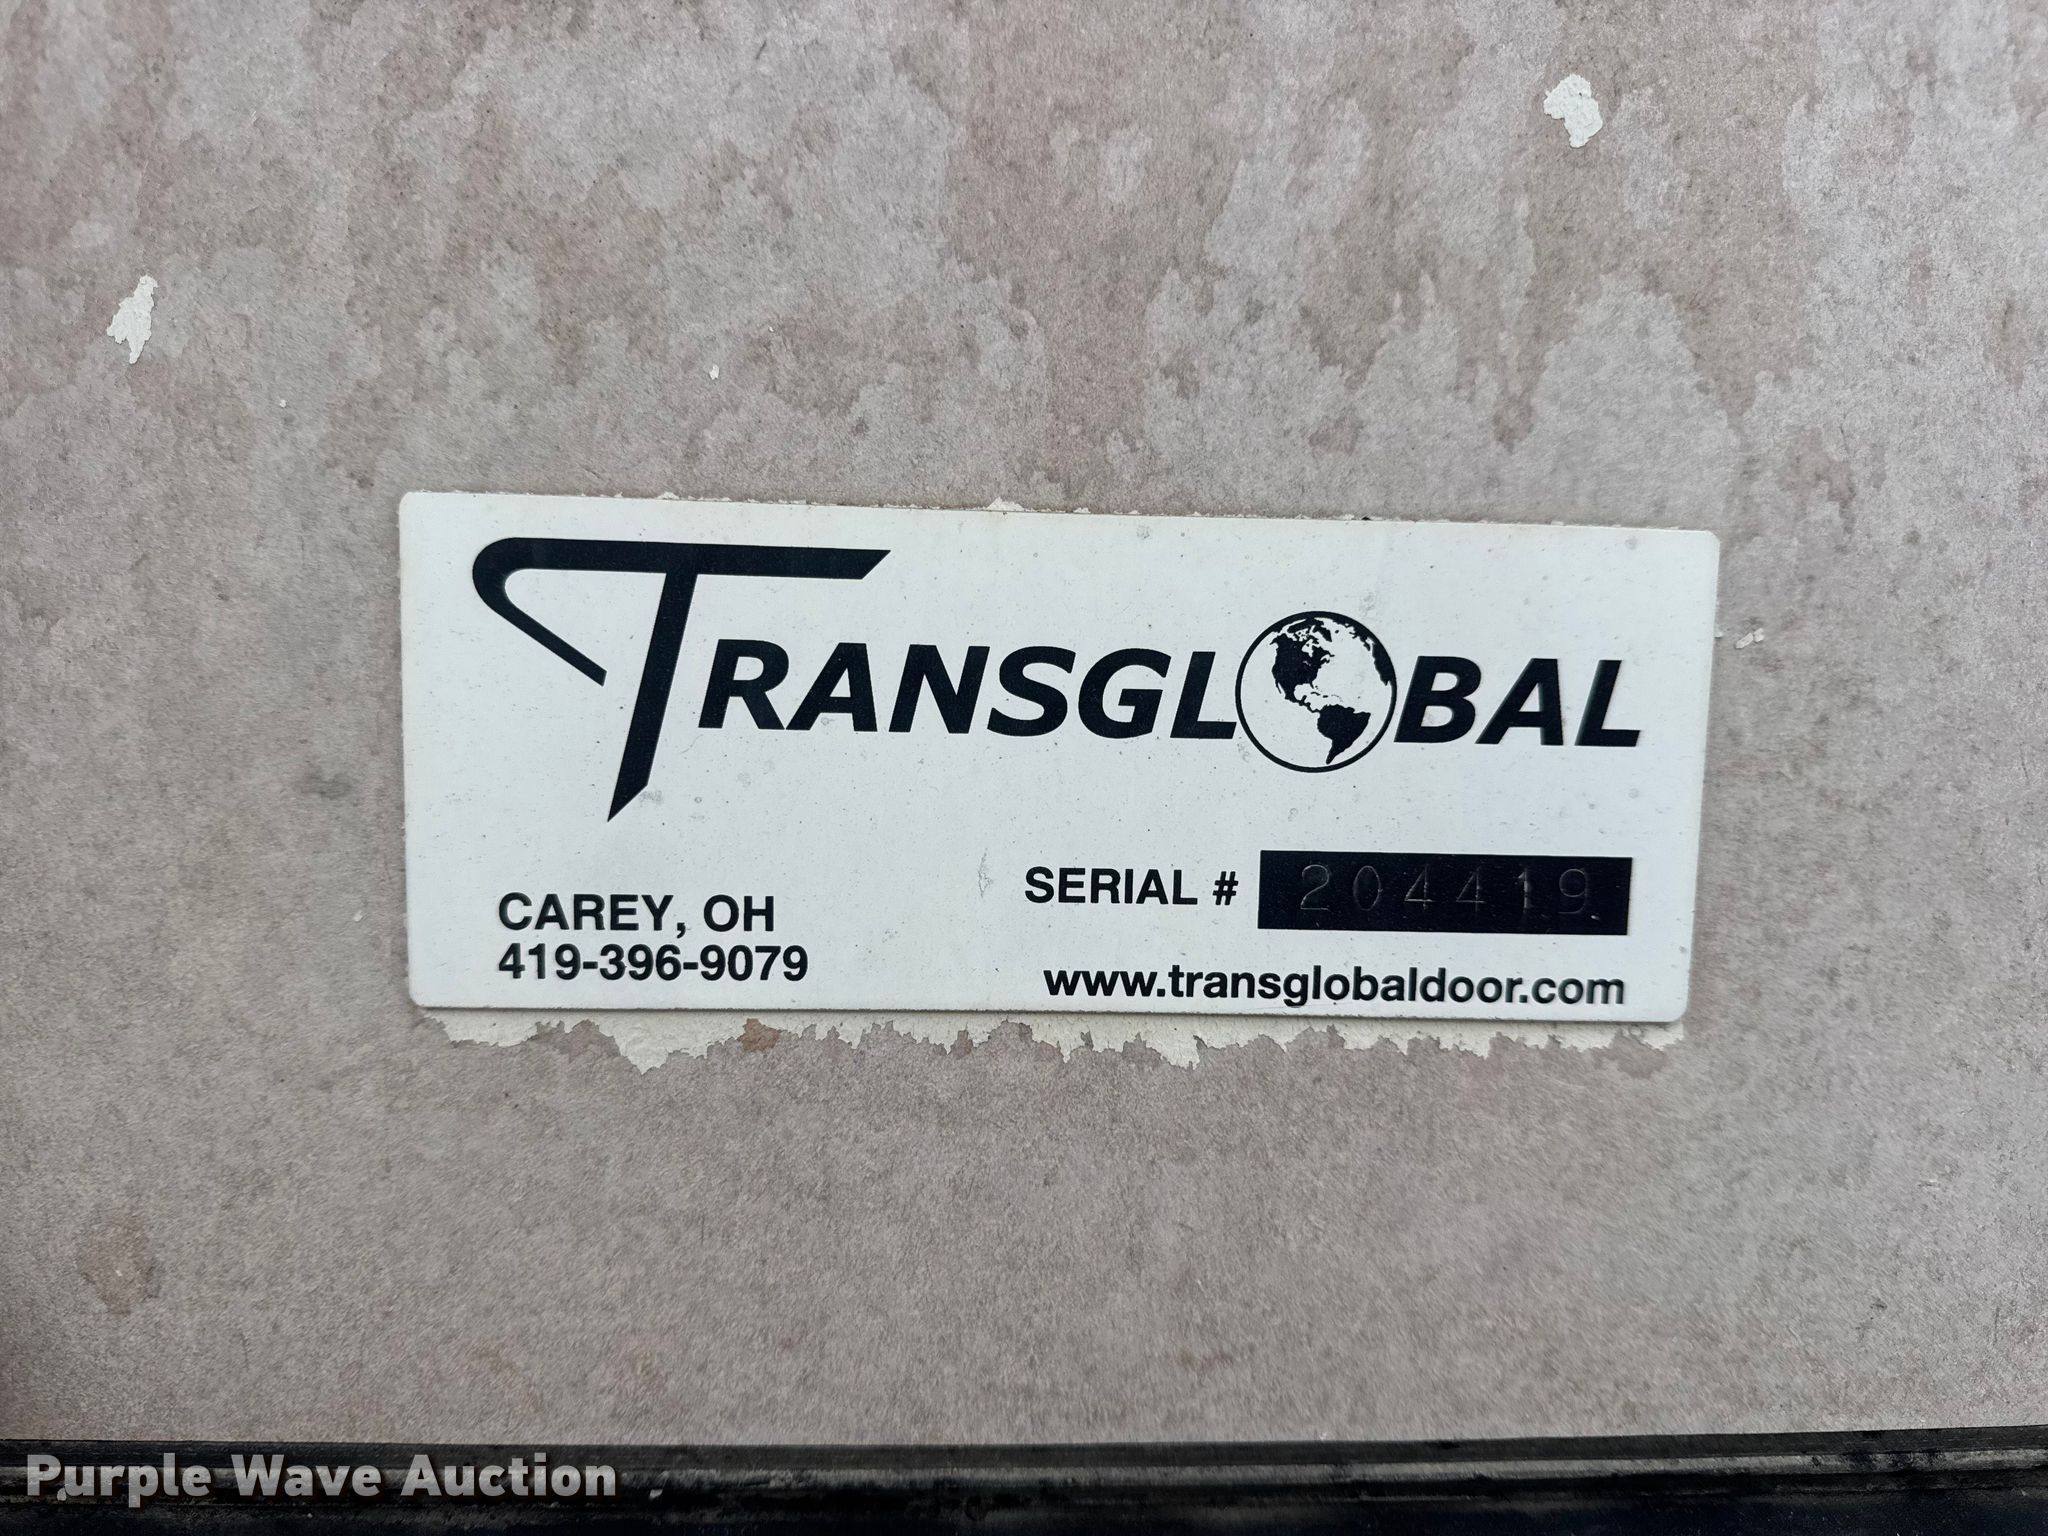 TRANSGLOBAL
SERIAL # 204419
CAREY, OH
419-396-9079
www.transglobaldoor.com
Purple Wave Auction